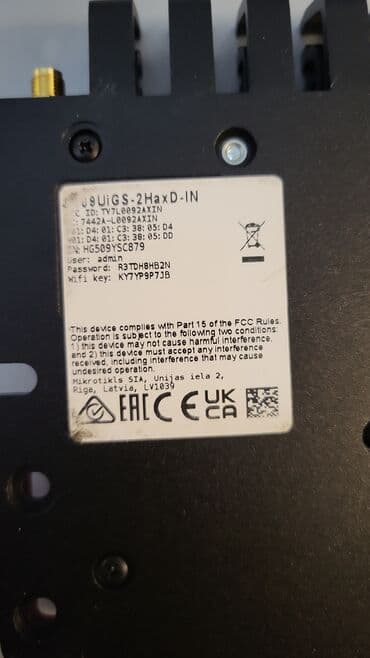 09UiGS-2HaxD-IN
ID: TV7L0092AXIN
7442A-L0092AXIN
01: D4: 01: C3: 38: 05: D4
D4: 01: C3: 38: 05: DD
HG509YSC879
User: admin
Password: R3TDH8HB2N
Wifi key: KY7YP9P7JB
This device complies with Part 15 of the FCC Rules.
Operation is subject to the following two conditions:
1) this device may not cause harmful interference,
and 2) this device must accept any interference
received, including interference that may cause
undesired operation.
Mikrotikls SIA, Unijas iela 2,
Riga, Latvia, LV1039
EAC CE UK
CA